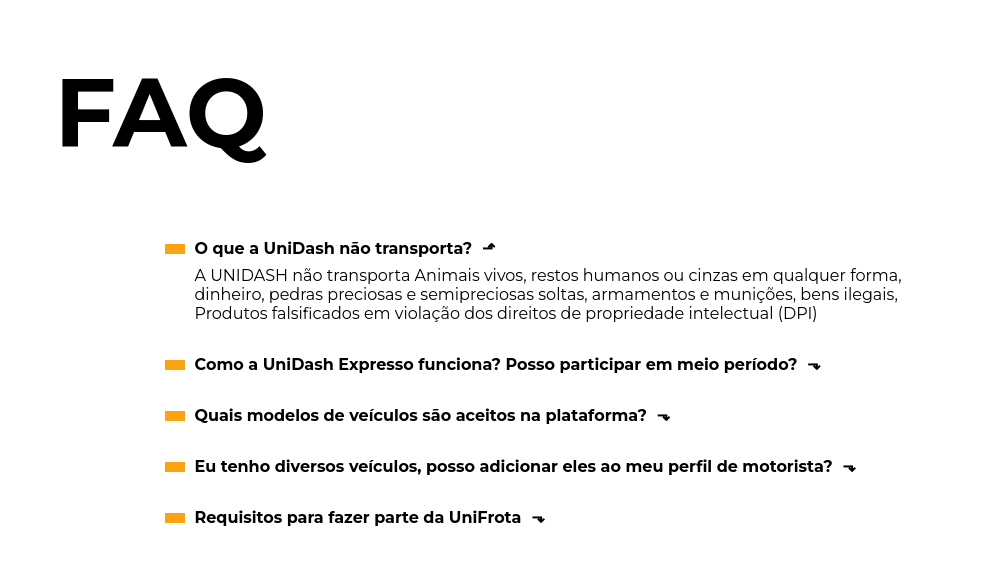 FAQ
O que a UniDash não transporta?
A UNIDASH não transporta Animais vivos, restos humanos ou cinzas em qualquer forma,
dinheiro, pedras preciosas e semipreciosas soltas, armamentos e munições, bens ilegais,
Produtos falsificados em violação dos direitos de propriedade intelectual (DPI)
Como a UniDash Expresso funciona? Posso participar em meio período?
Quais modelos de veículos são aceitos na plataforma?
Eu tenho diversos veículos, posso adicionar eles ao meu perfil de motorista?
Requisitos para fazer parte da UniFrota